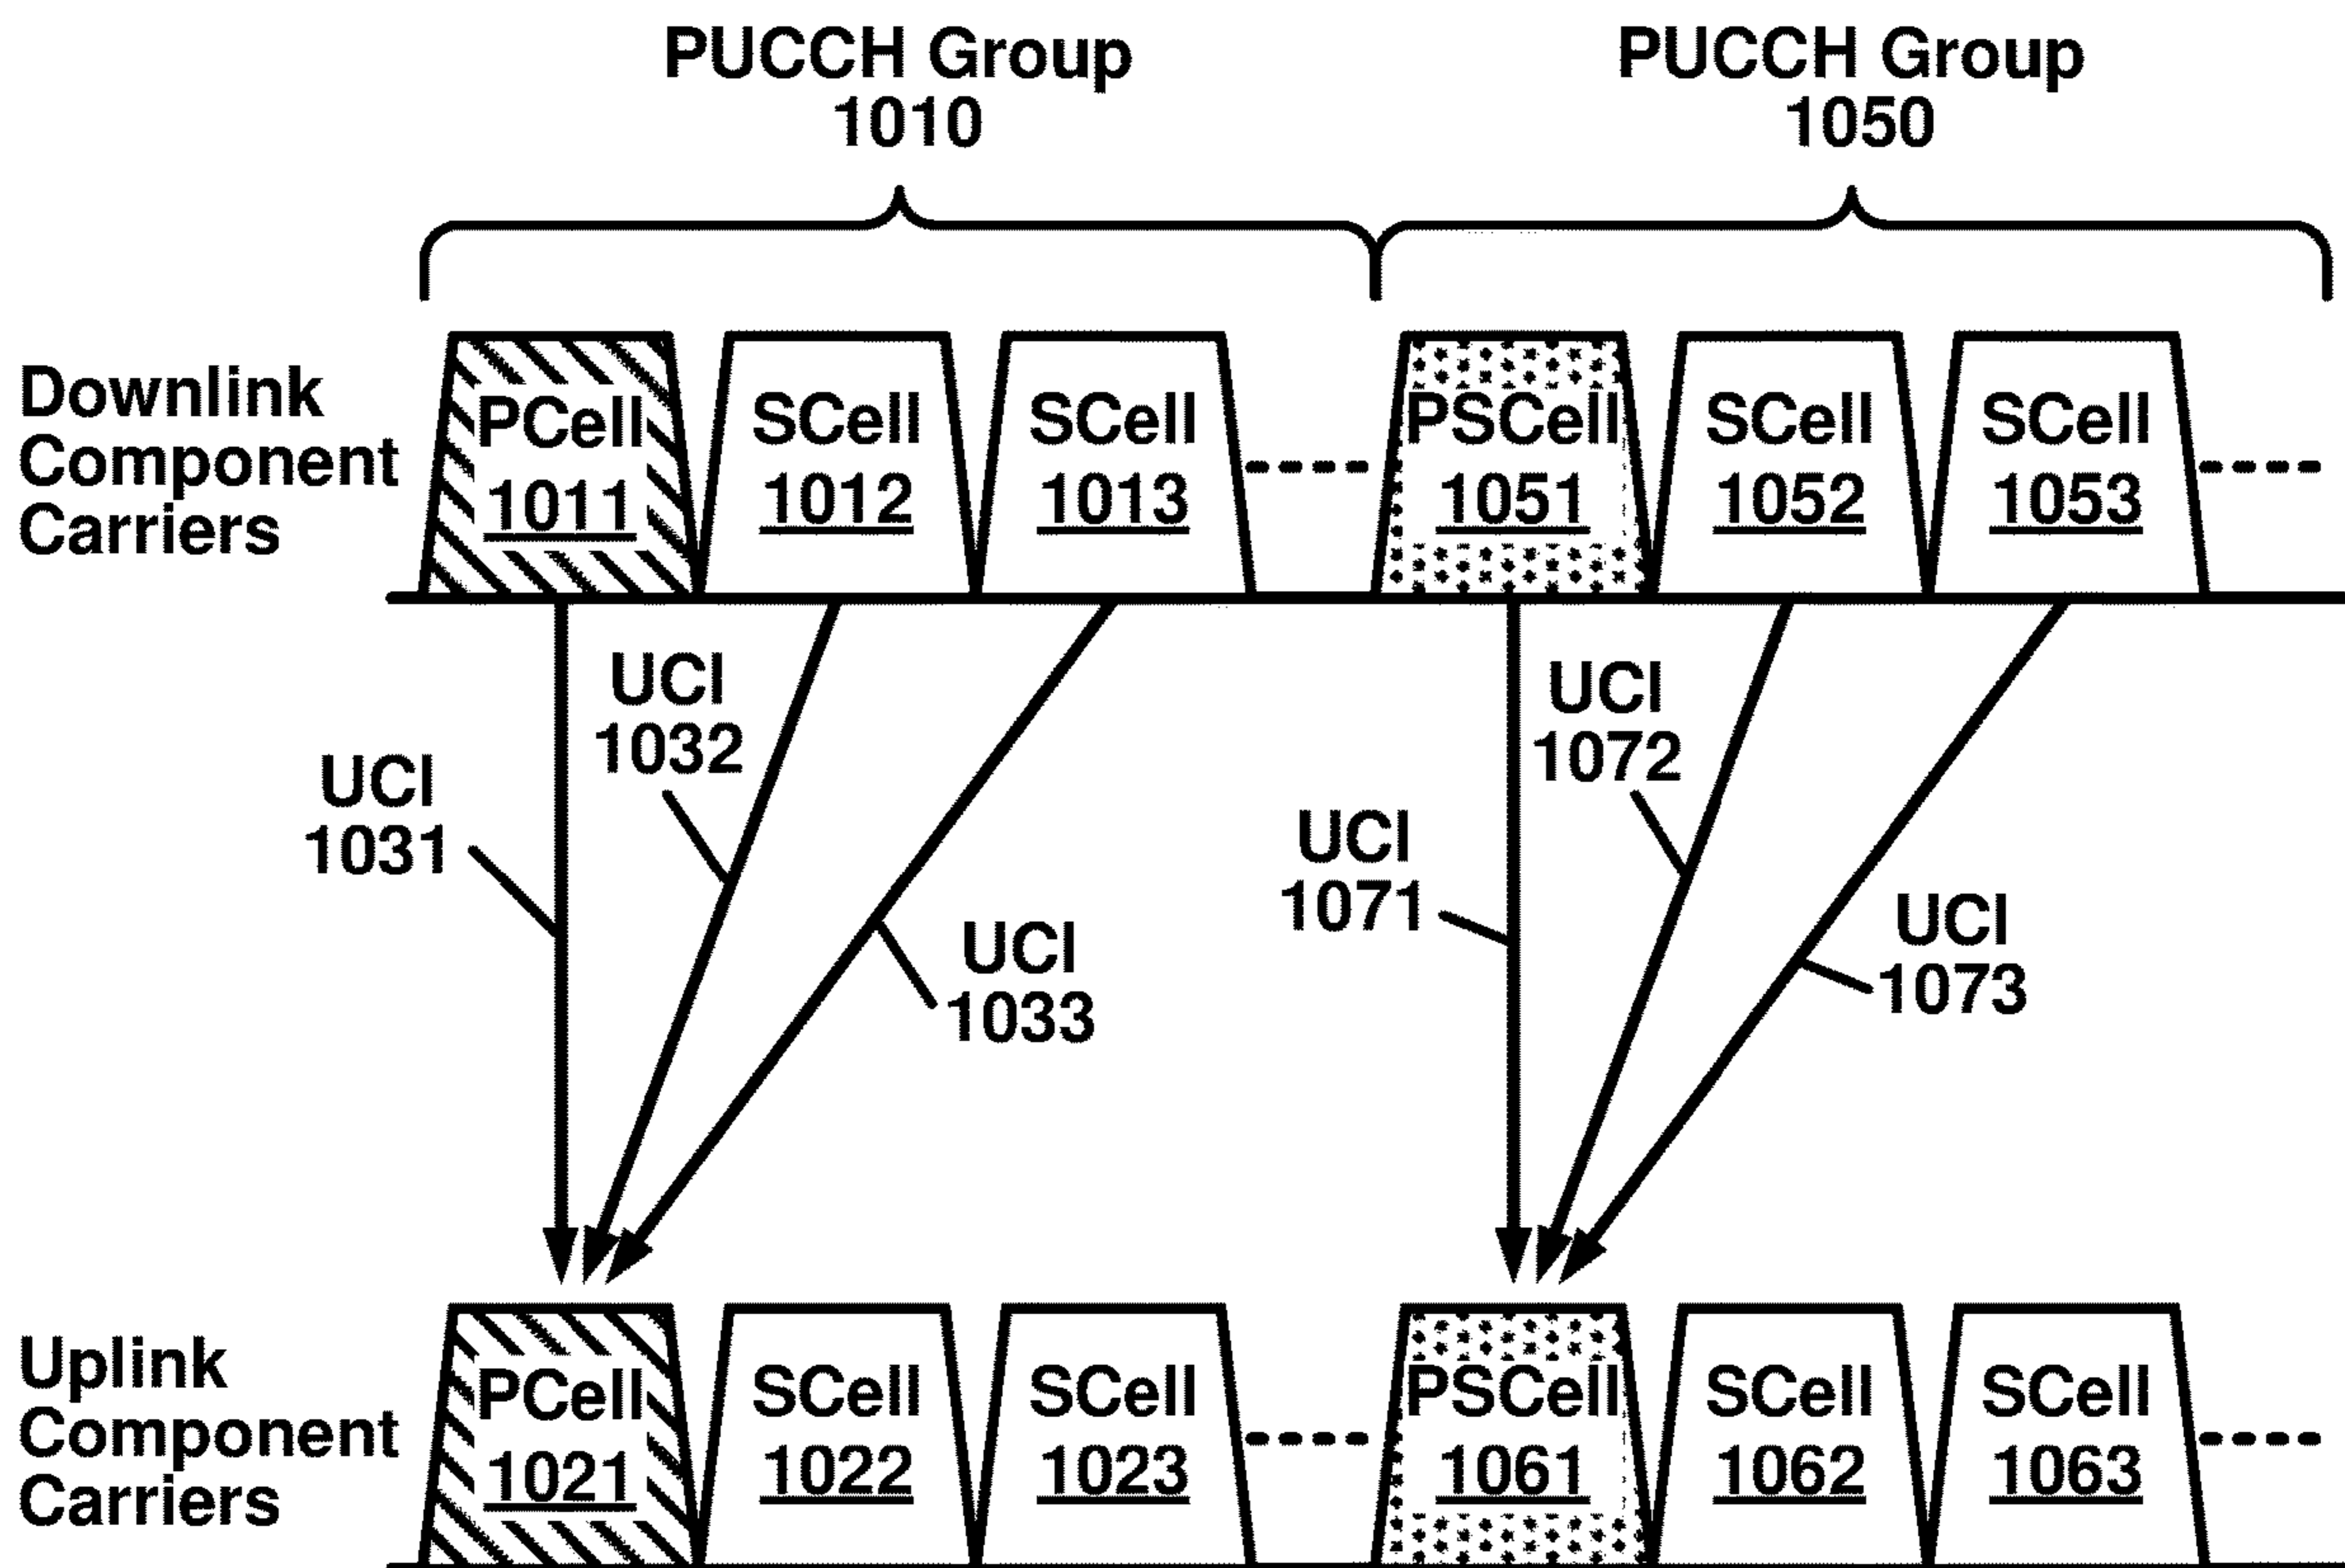 PUCCH Group
1010
PUCCH Group
1050
Downlink
Component
Carriers
PCell
1011
SCell
1012
SCell
1013
PSCell
1051
SCell
1052
SCell
1053
UCI
1031
UCI
1032
UCI
1033
UCI
1071
UCI
1072
UCI
1073
Uplink
Component
Carriers
PCell
1021
SCell
1022
SCell
1023
PSCell
1061
SCell
1062
SCell
1063